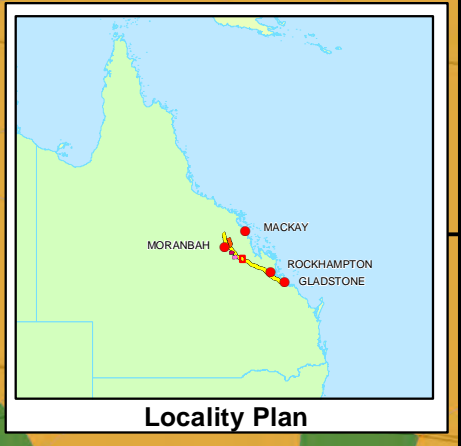 MACKAY
MORANBAH
ROCKHAMPTON
GLADSTONE
Locality Plan